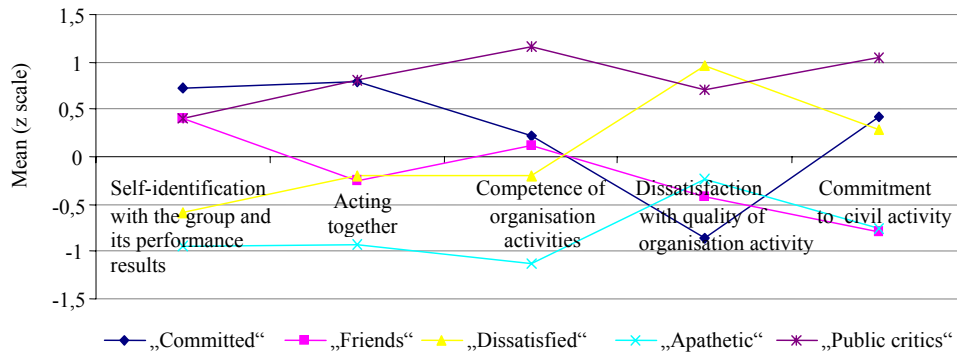 1,5
1
0,5
0
-0,5
-1
-1,5
Mean (z scale)
Self-identification
with the group and
its performance
results
Acting
together
Competence of
organisation
activities
Dissatisfaction
with quality of
organisation activity
Commitment
to civil activity
„Committed“ „Friends“ „Dissatisfied“ „Apathetic“ „Public critics“